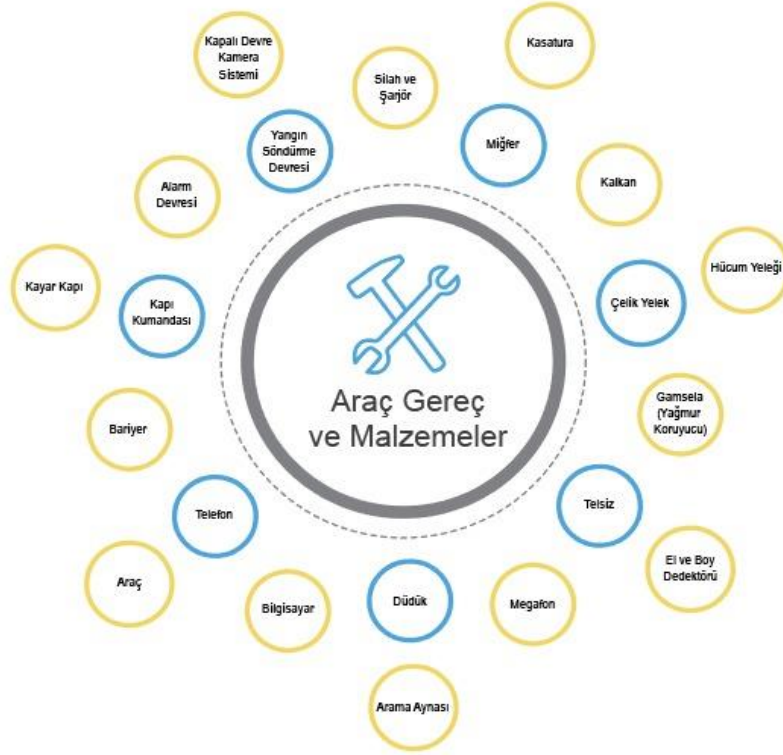 Kapalı Devre
Kamera
Sistemi
Kasatura
Silah ve
Şarjör
Yangın
Söndürme
Devresi
Miğfer
Alarm
Devresi
Kalkan
Kayar Kapı
Kapı
Kumandası
Hücum Yeleği
Çelik Yelek
Araç Gereç
ve Malzemeler
Gamsela
(Yağmur
Koruyucu)
Bariyer
Telefon
Telsiz
El ve Boy
Dedektörü
Araç
Bilgisayar
Düdük
Megafon
Arama Aynası